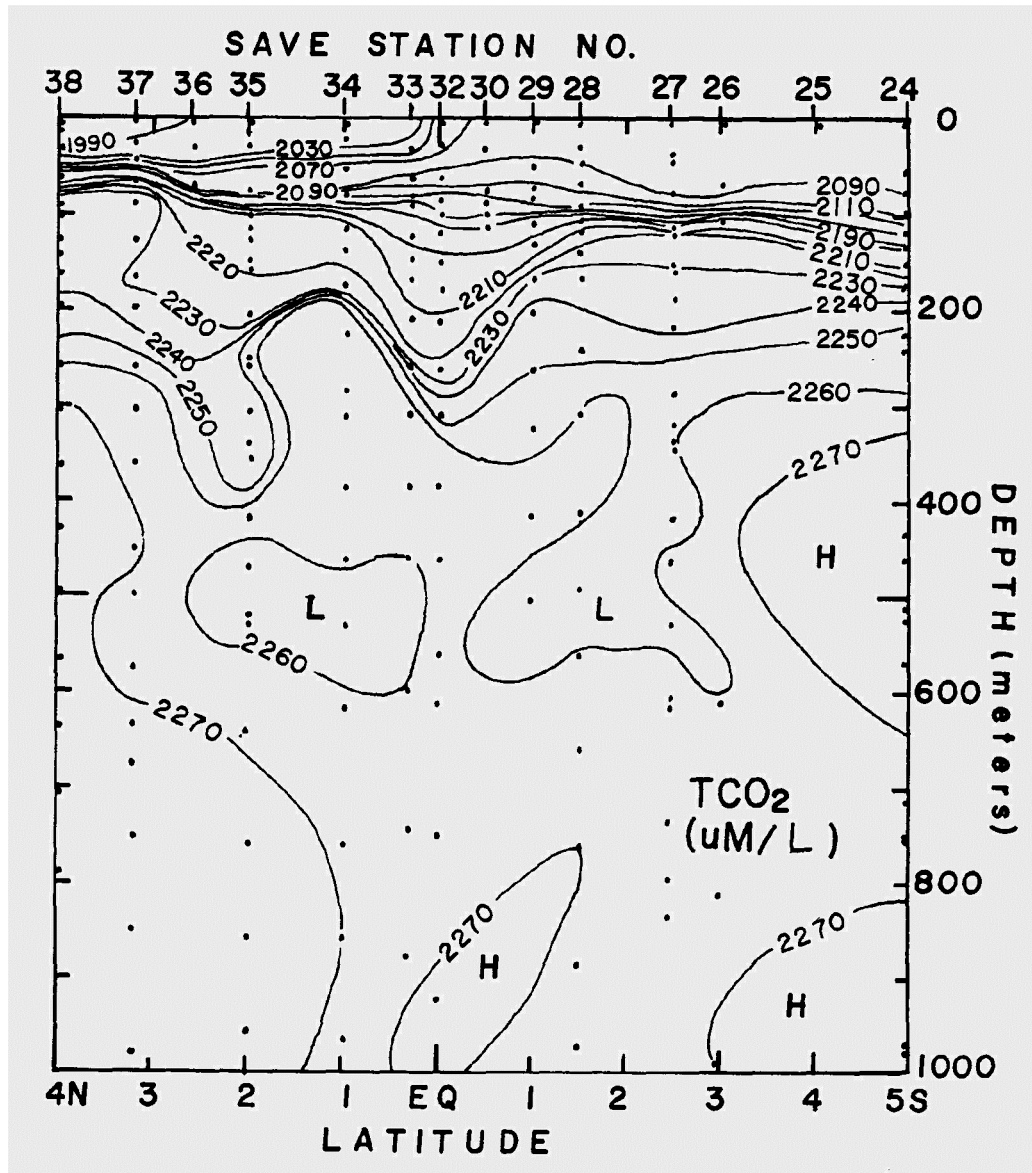 SAVE STATION NO.
38 37 36 35 34 33 32 30 29 28 27 26 25 24
0
1990
2030
2070
2090
2090
2110
2190
2220
2210
2210
2230
2230
2230
2240
200
2240
2250
2250
2260
2270
400
H
L
L
2260
600
2270
DEPTH (meters)
TCO2
(uM/L)
800
2270
2270
H
H
1000
4N 3 2 1 EQ 1 2 3 4 5S
LATITUDE